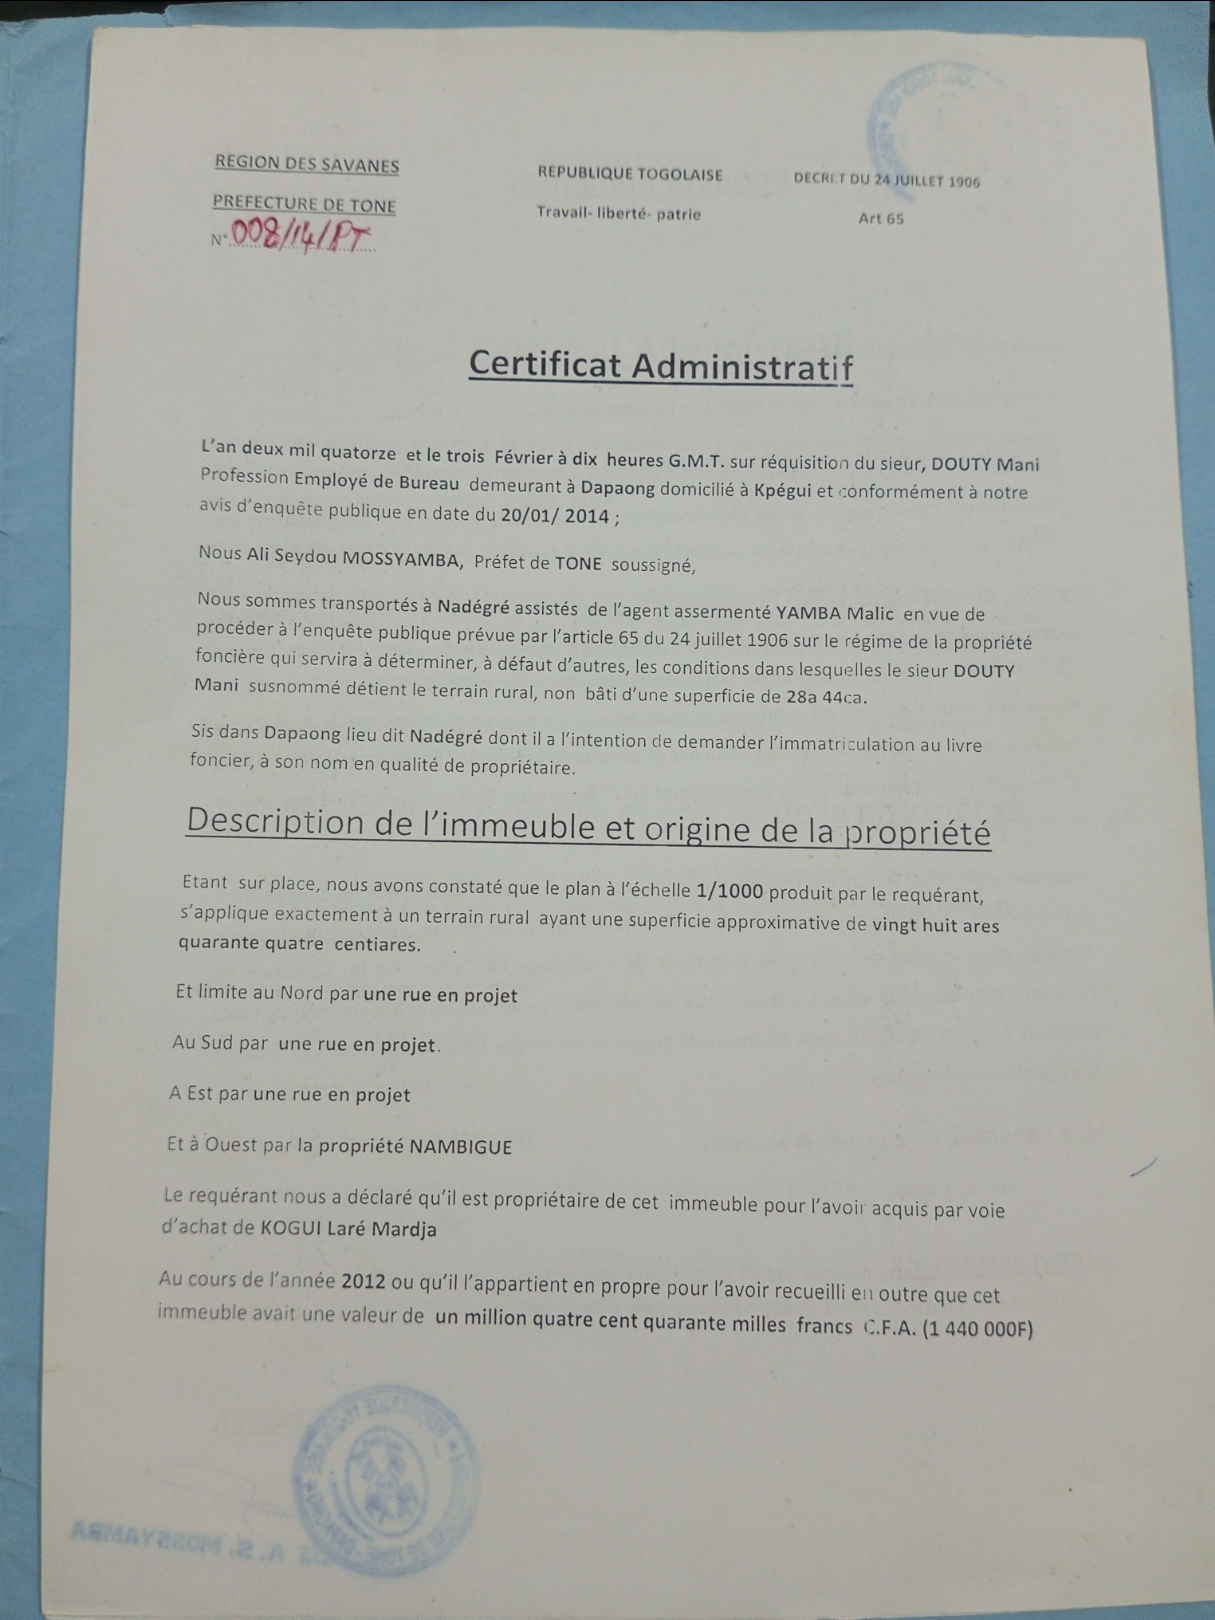 REGION DES SAVANES
PREFECTURE DE TONE
N° 008/14/PT
REPUBLIQUE TOGOLAISE
Travail- liberté- patrie
DECRET DU 24 JUILLET 1906
Art 65
Certificat Administratif
L'an deux mil quatorze et le trois Février à dix heures G.M.T. sur réquisition du sieur, DOUTY Mani
Profession Employé de Bureau demeurant à Dapaong domicilié à Kpégui et conformément à notre
avis d'enquête publique en date du 20/01/ 2014 ;
Nous Ali Seydou MOSSYAMBA, Préfet de TONE soussigné,
Nous sommes transportés à Nadégré assistés de l'agent assermenté YAMBA Malic en vue de
procéder à l'enquête publique prévue par l'article 65 du 24 juillet 1906 sur le régime de la propriété
foncière qui servira à déterminer, à défaut d'autres, les conditions dans lesquelles le sieur DOUTY
Mani susnommé détient le terrain rural, non bâti d'une superficie de 28a 44ca.
Sis dans Dapaong lieu dit Nadégré dont il a l'intention de demander l'immatriculation au livre
foncier, à son nom en qualité de propriétaire.
Description de l'immeuble et origine de la propriété
Etant sur place, nous avons constaté que le plan à l'échelle 1/1000 produit par le requérant,
s'applique exactement à un terrain rural ayant une superficie approximative de vingt huit ares
quarante quatre centiares.
Et limite au Nord par une rue en projet
Au Sud par une rue en projet.
A Est par une rue en projet
Et à Ouest par la propriété NAMBIGUE
Le requérant nous a déclaré qu'il est propriétaire de cet immeuble pour l'avoir acquis par voie
d'achat de KOGUI Laré Mardja
Au cours de l'année 2012 ou qu'il l'appartient en propre pour l'avoir recueilli en outre que cet
immeuble avait une valeur de un million quatre cent quarante milles francs C.F.A. (1 440 000F)
A. S. MOSSYAMBA